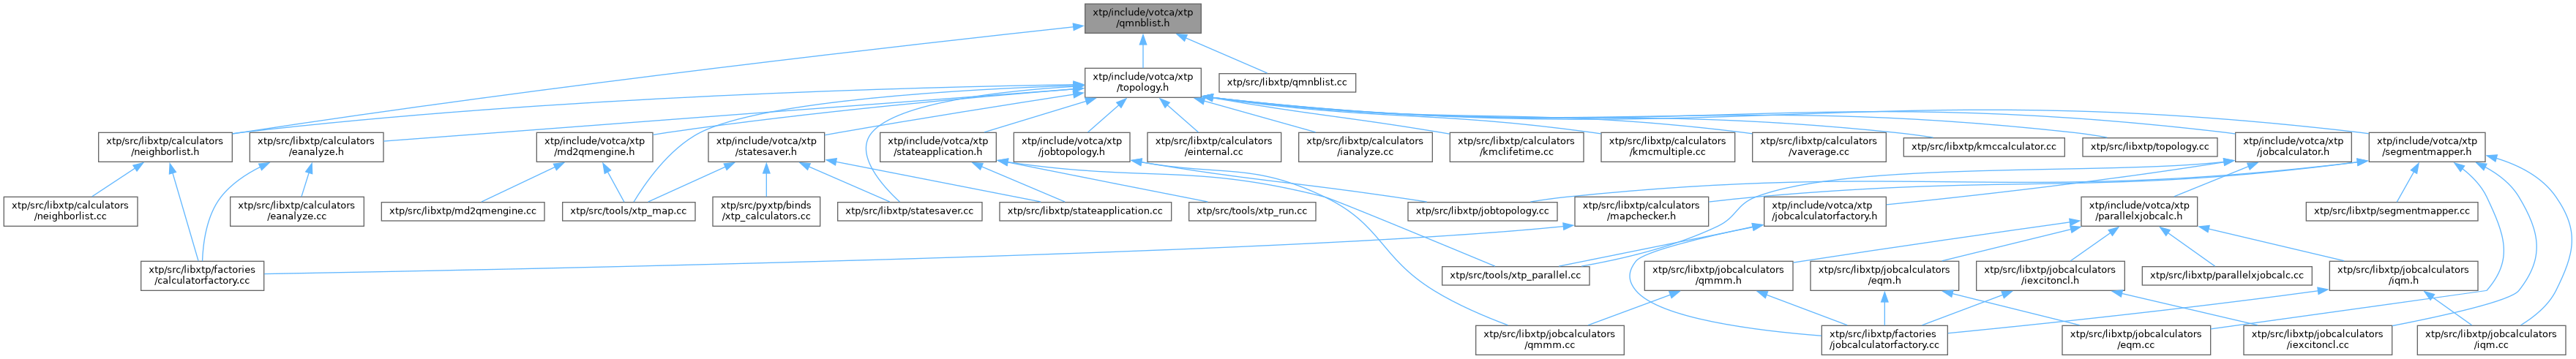 xtp/include/votca/xtp
/qmnblist.h
xtp/include/votca/xtp
/topology.h
xtp/src/libxtp/qmnblist.cc
xtp/src/libxtp/calculators
/neighborlist.h
xtp/src/libxtp/calculators
/eanalyze.h
xtp/include/votca/xtp
/md2qmengine.h
xtp/include/votca/xtp
/statesaver.h
xtp/include/votca/xtp
/stateapplication.h
xtp/include/votca/xtp
/jobtopology.h
xtp/src/libxtp/calculators
/einternal.cc
xtp/src/libxtp/calculators
/ianalyze.cc
xtp/src/libxtp/calculators
/kmclifetime.cc
xtp/src/libxtp/calculators
/kmcmultiple.cc
xtp/src/libxtp/calculators
/vaverage.cc
xtp/src/libxtp/kmccalculator.cc
xtp/src/libxtp/topology.cc
xtp/include/votca/xtp
/jobcalculator.h
xtp/include/votca/xtp
/segmentmapper.h
xtp/src/libxtp/calculators
/neighborlist.cc
xtp/src/libxtp/calculators
/eanalyze.cc
xtp/src/libxtp/md2qmengine.cc
xtp/src/tools/xtp_map.cc
xtp/src/pyxtp/binds
/xtp_calculators.cc
xtp/src/libxtp/statesaver.cc
xtp/src/libxtp/stateapplication.cc
xtp/src/tools/xtp_run.cc
xtp/src/libxtp/jobtopology.cc
xtp/src/libxtp/calculators
/mapchecker.h
xtp/include/votca/xtp
/jobcalculatorfactory.h
xtp/include/votca/xtp
/parallelxjobcalc.h
xtp/src/libxtp/segmentmapper.cc
xtp/src/libxtp/factories
/calculatorfactory.cc
xtp/src/tools/xtp_parallel.cc
xtp/src/libxtp/jobcalculators
/qmmm.h
xtp/src/libxtp/jobcalculators
/eqm.h
xtp/src/libxtp/jobcalculators
/iexcitoncl.h
xtp/src/libxtp/parallelxjobcalc.cc
xtp/src/libxtp/jobcalculators
/iqm.h
xtp/src/libxtp/jobcalculators
/qmmm.cc
xtp/src/libxtp/factories
/jobcalculatorfactory.cc
xtp/src/libxtp/jobcalculators
/eqm.cc
xtp/src/libxtp/jobcalculators
/iexcitoncl.cc
xtp/src/libxtp/jobcalculators
/iqm.cc